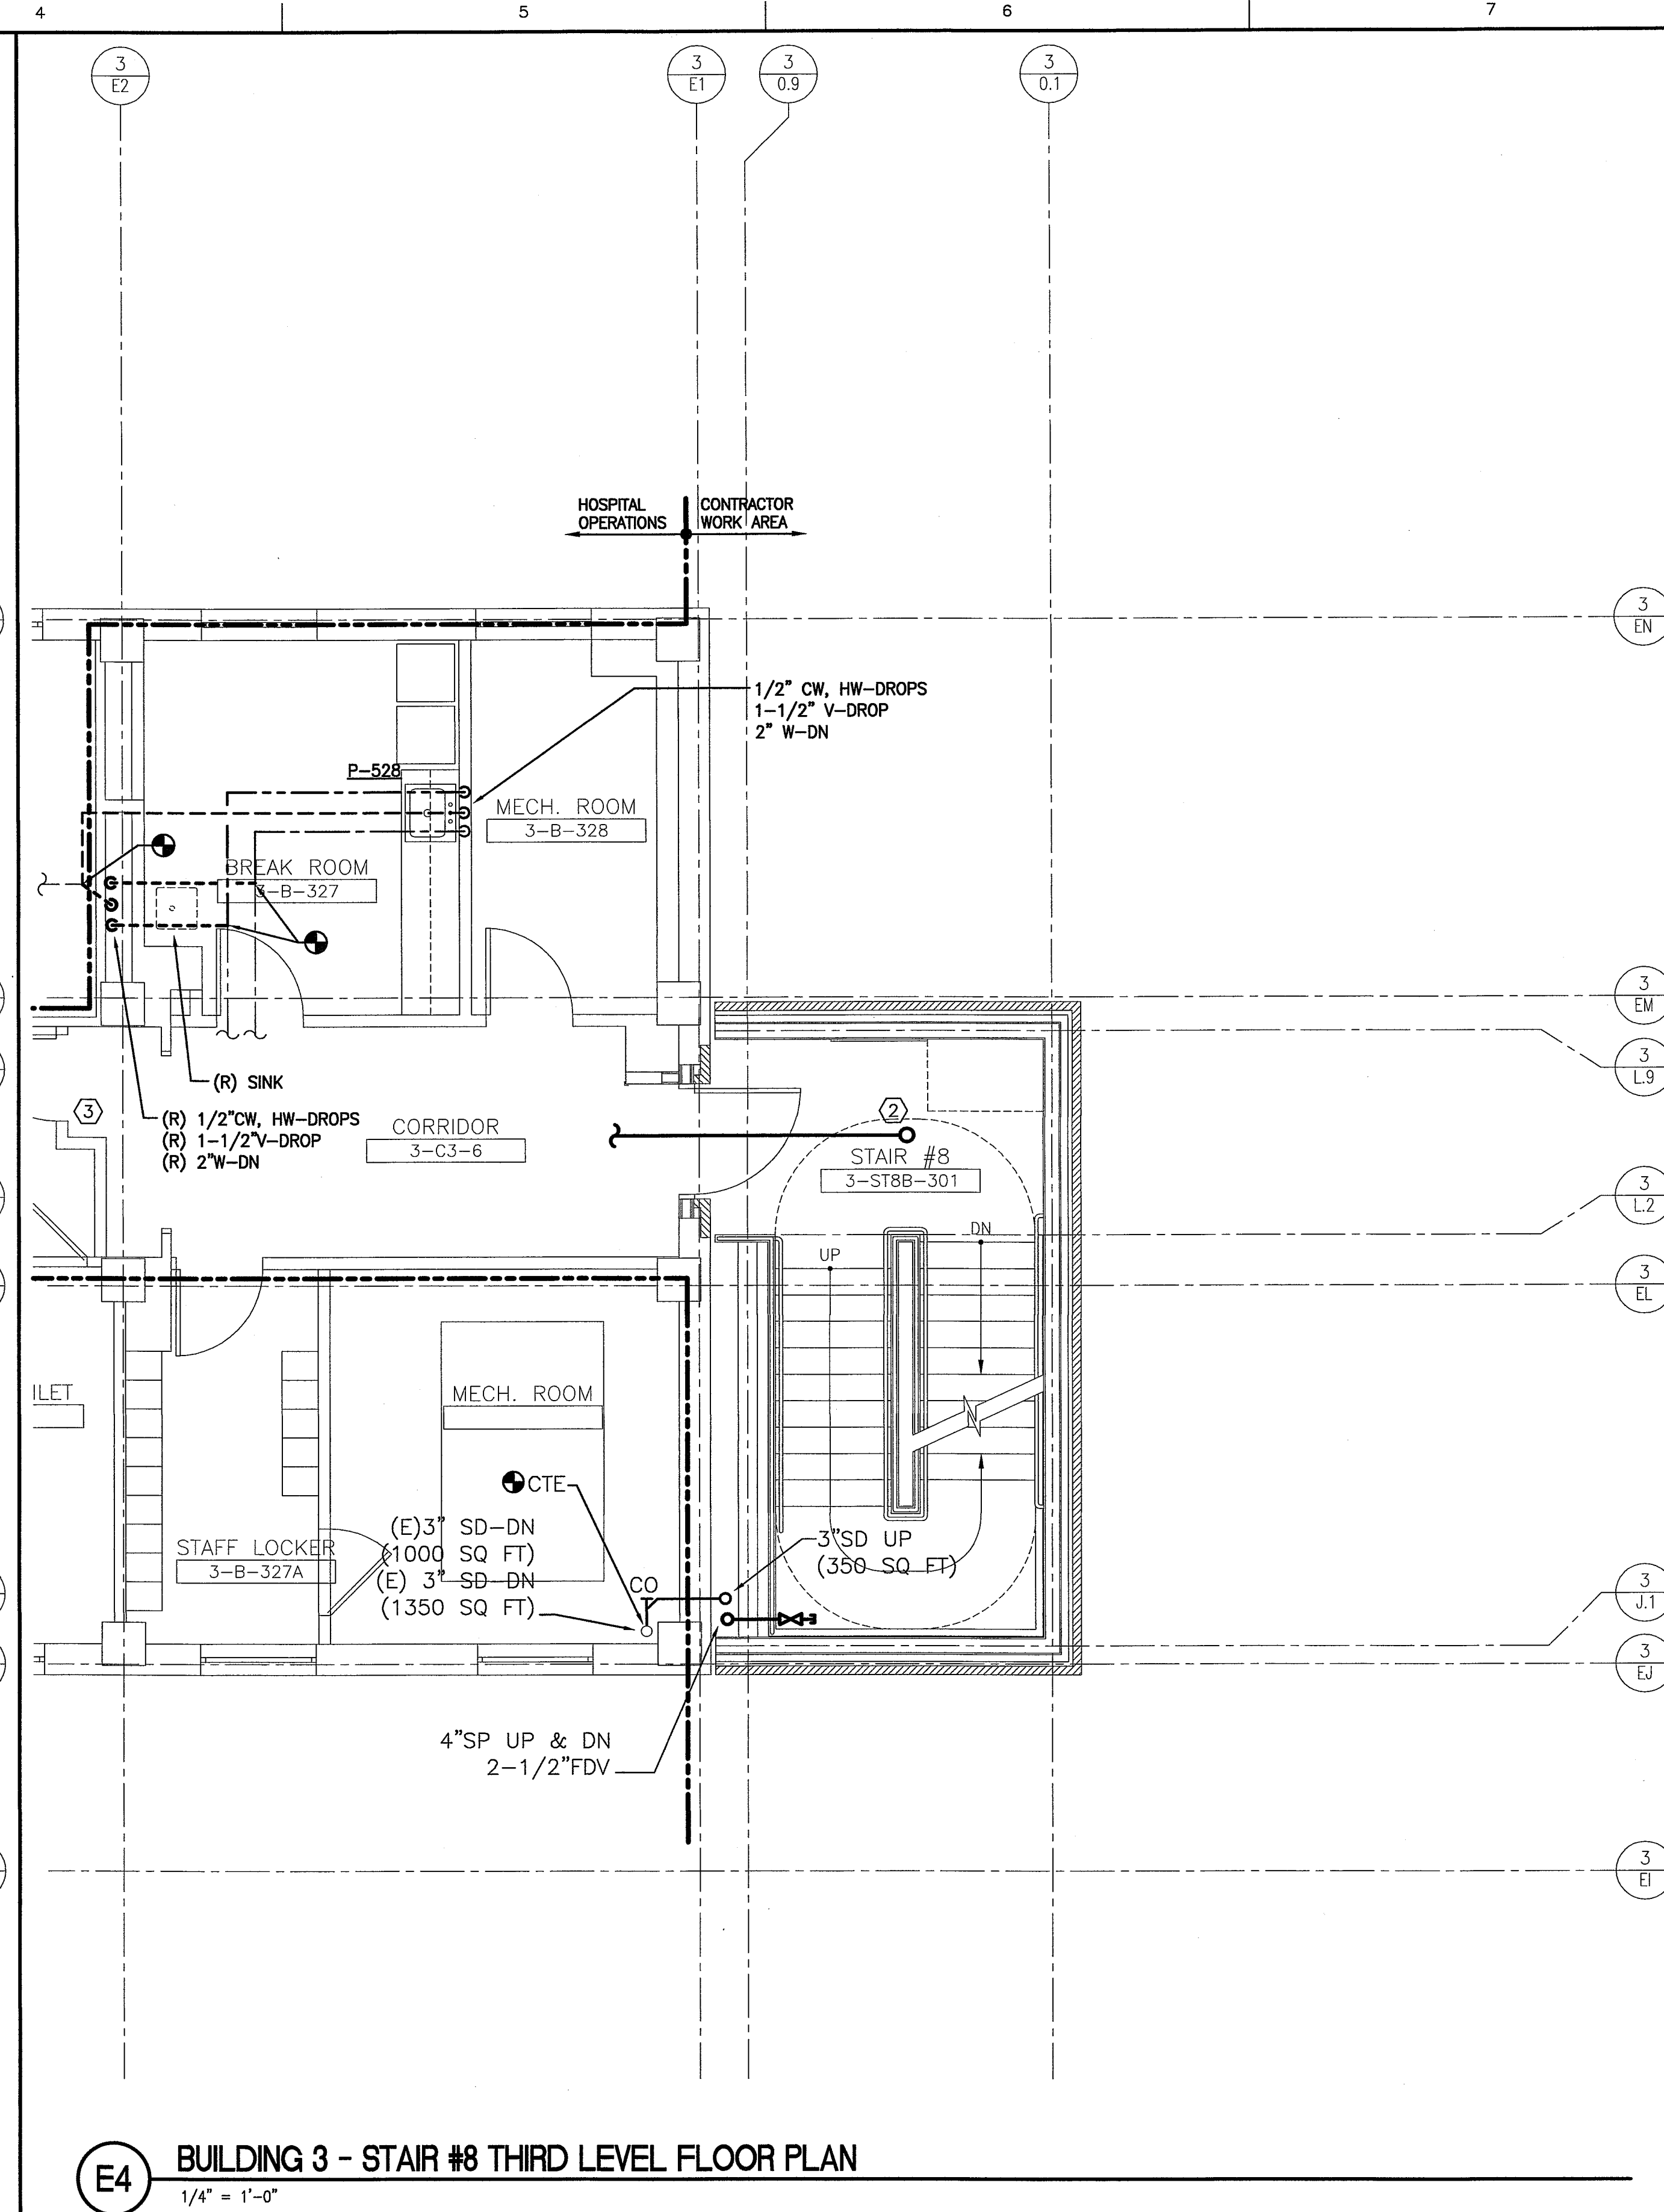 4 5 6 7
3 3 3 3
E2 E1 0.9 0.1
HOSPITAL CONTRACTOR
OPERATIONS WORK AREA
3
EN
1/2" CW, HW-DROPS
1-1/2" V-DROP
2" W-DN
P-528
MECH. ROOM
3-B-328
BREAK ROOM
3-B-327
3
EM
3
L.9
(R) SINK
3
(R) 1/2"CW, HW-DROPS
(R) 1-1/2"V-DROP
(R) 2"W-DN
CORRIDOR
3-C3-6
2
STAIR #8
3-ST8B-301
3
L.2
DN
UP
3
EL
ILET
MECH. ROOM
CTE
(E)3" SD-DN
(1000 SQ FT)
(E) 3" SD-DN
(1350 SQ FT)
STAFF LOCKER
3-B-327A
CO
3"SD UP
(350 SQ FT)
3
J.1
3
EJ
4"SP UP & DN
2-1/2"FDV
3
EI
E4
BUILDING 3 - STAIR #8 THIRD LEVEL FLOOR PLAN
1/4" = 1'-0"